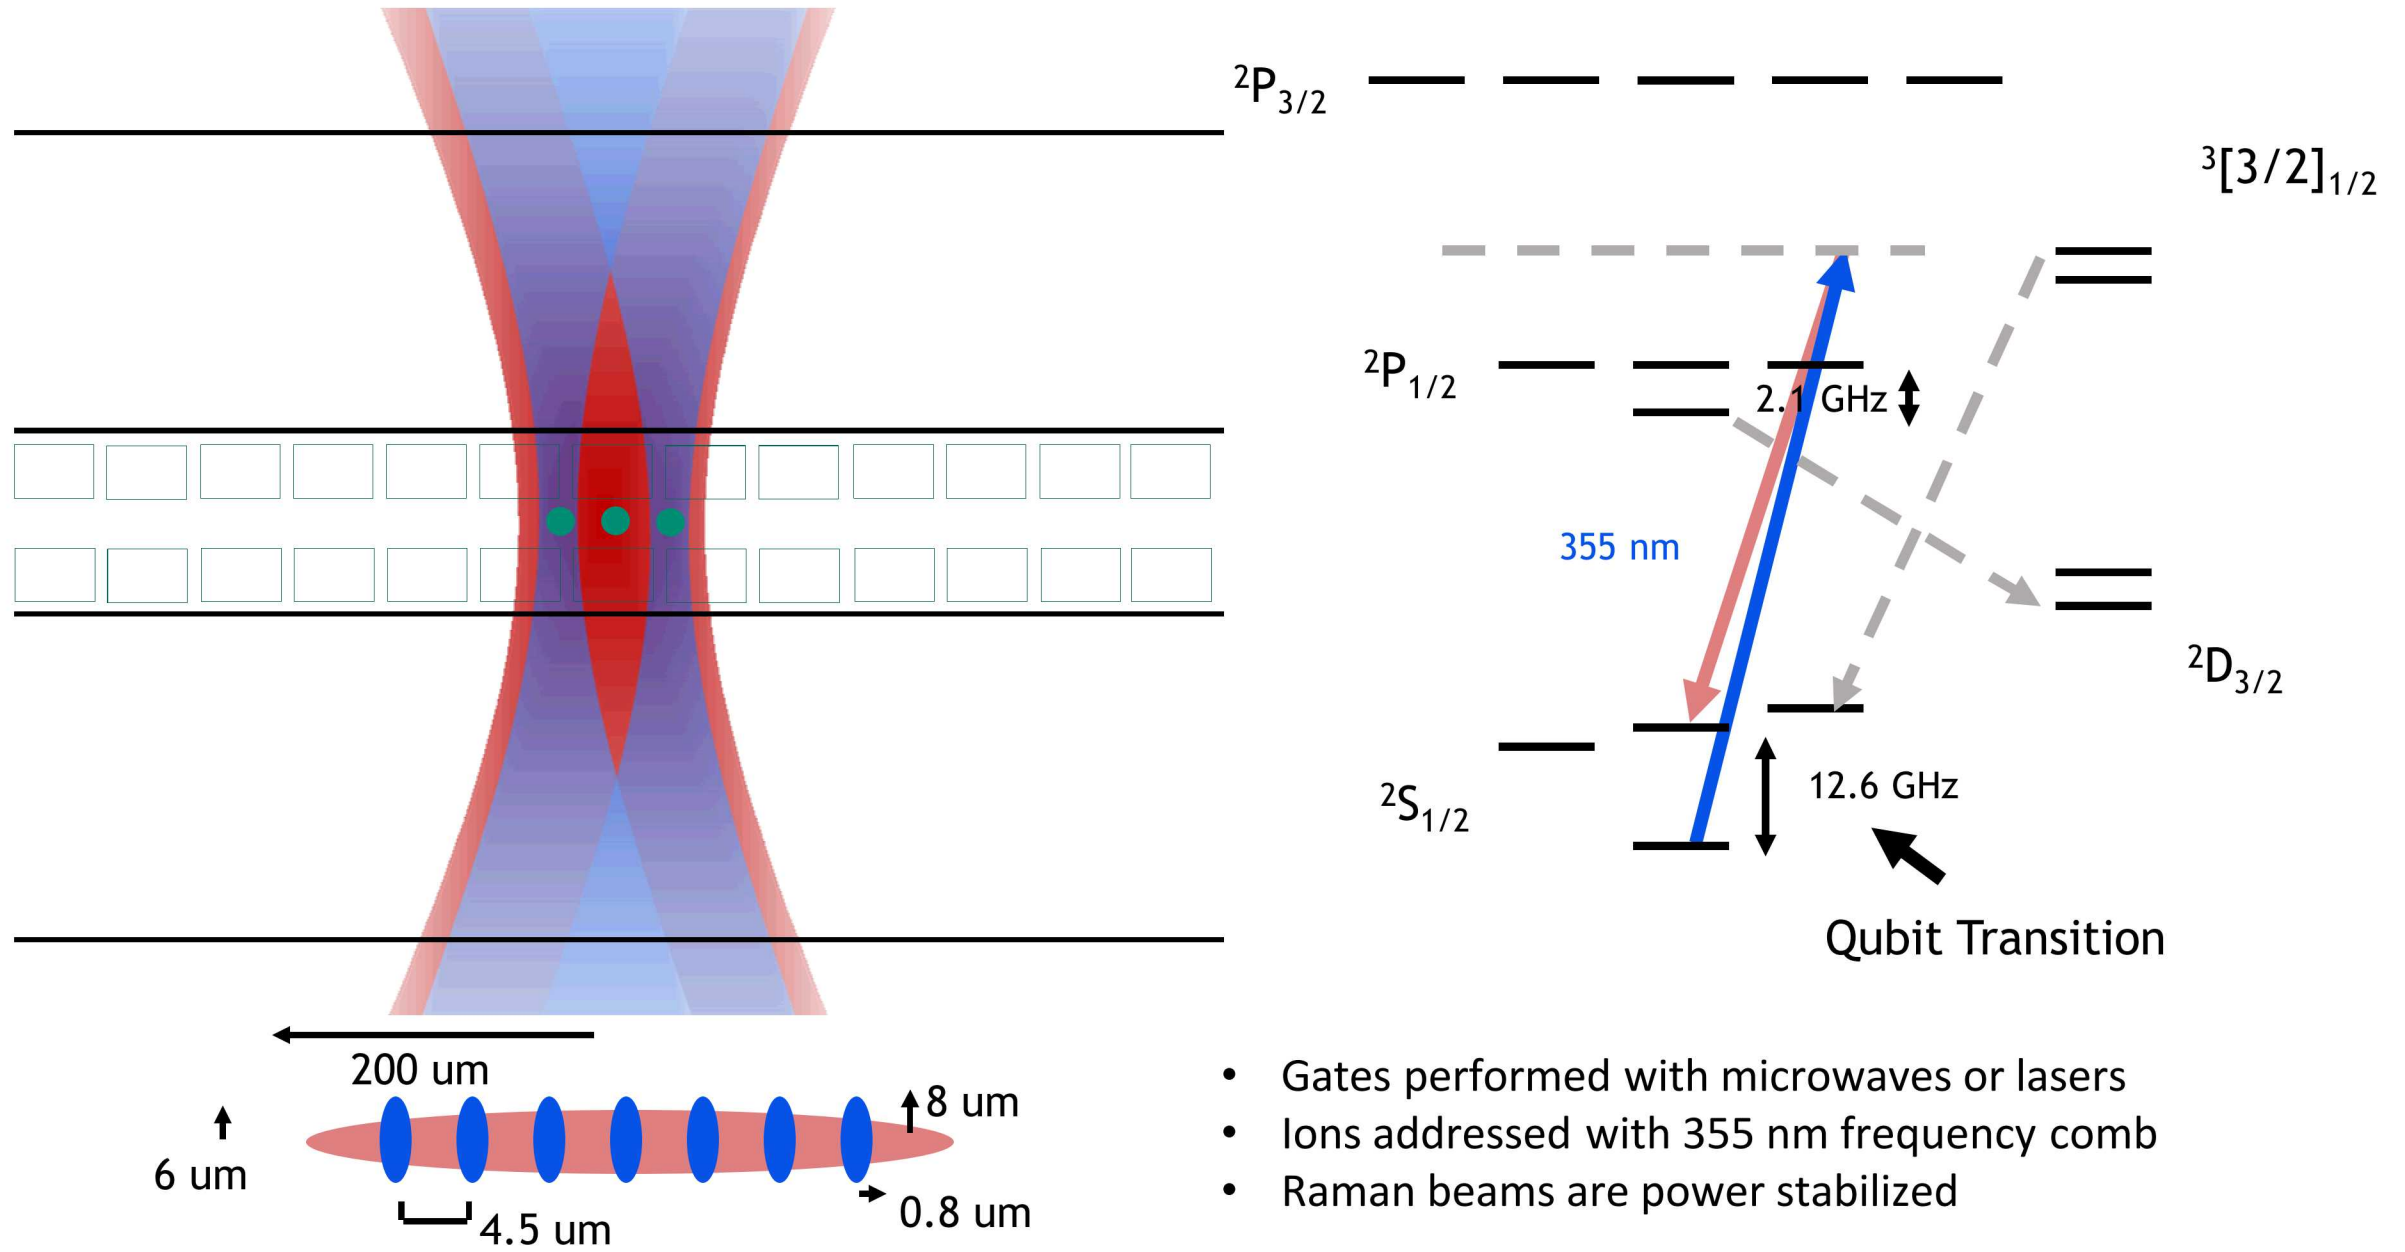 ²P₃/₂
³[3/2]₁/₂
²P₁/₂
2.1 GHz
355 nm
²D₃/₂
²S₁/₂
12.6 GHz
Qubit Transition
200 um
8 um
6 um
0.8 um
4.5 um
• Gates performed with microwaves or lasers
• Ions addressed with 355 nm frequency comb
• Raman beams are power stabilized